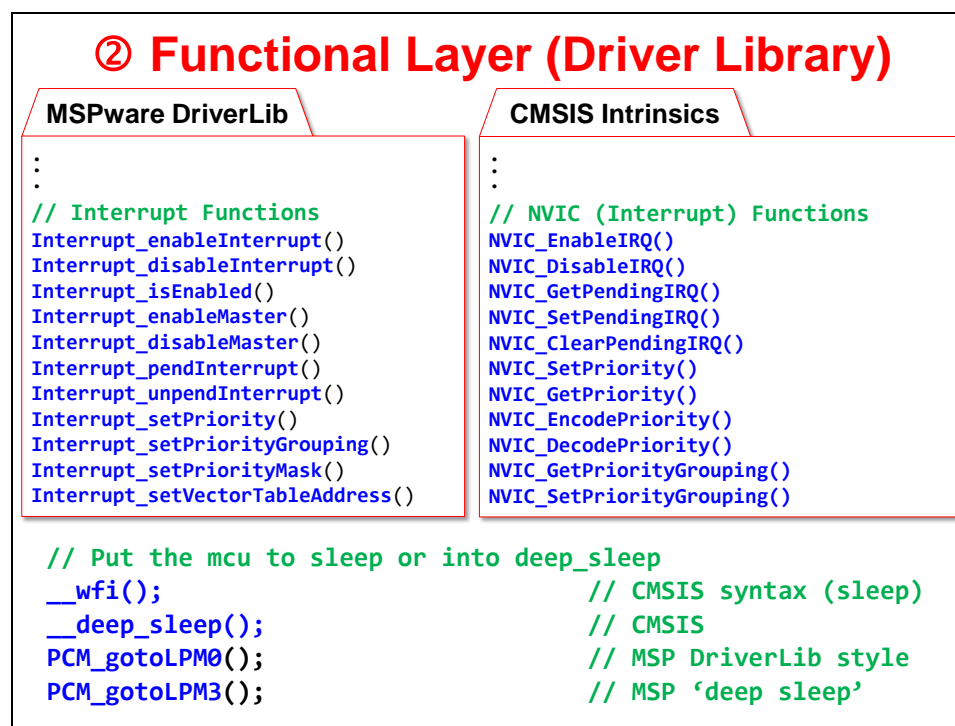 ② Functional Layer (Driver Library)
MSPware DriverLib
.
.
.
// Interrupt Functions
Interrupt_enableInterrupt()
Interrupt_disableInterrupt()
Interrupt_isEnabled()
Interrupt_enableMaster()
Interrupt_disableMaster()
Interrupt_pendInterrupt()
Interrupt_unpendInterrupt()
Interrupt_setPriority()
Interrupt_setPriorityGrouping()
Interrupt_setPriorityMask()
Interrupt_setVectorTableAddress()
CMSIS Intrinsics
.
.
.
// NVIC (Interrupt) Functions
NVIC_EnableIRQ()
NVIC_DisableIRQ()
NVIC_GetPendingIRQ()
NVIC_SetPendingIRQ()
NVIC_ClearPendingIRQ()
NVIC_SetPriority()
NVIC_GetPriority()
NVIC_EncodePriority()
NVIC_DecodePriority()
NVIC_GetPriorityGrouping()
NVIC_SetPriorityGrouping()
// Put the mcu to sleep or into deep_sleep
__wfi(); // CMSIS syntax (sleep)
__deep_sleep(); // CMSIS
PCM_gotoLPM0(); // MSP DriverLib style
PCM_gotoLPM3(); // MSP ‘deep sleep’